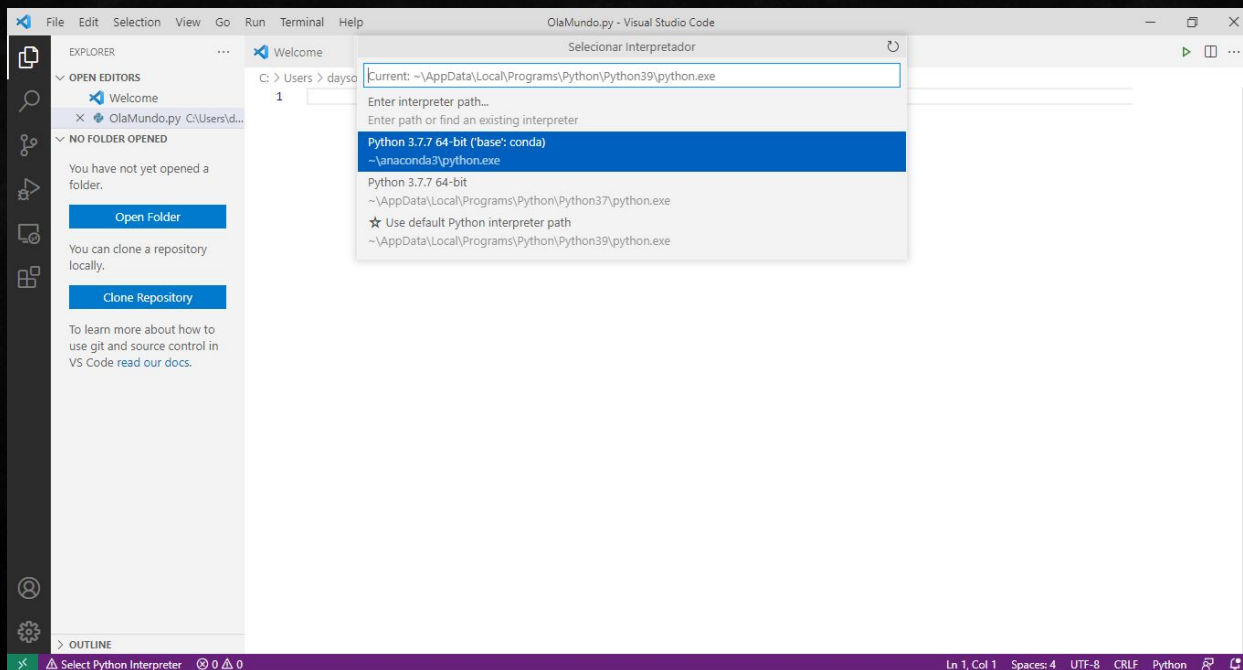 File Edit Selection View Go Run Terminal Help
OlaMundo.py - Visual Studio Code
EXPLORER
OPEN EDITORS
Welcome
OlaMundo.py C:\Users\d...
NO FOLDER OPENED
You have not yet opened a
folder.
Open Folder
You can clone a repository
locally.
Clone Repository
To learn more about how to
use git and source control in
VS Code read our docs.
OUTLINE
Welcome
C: > Users > dayso
1
Selecionar Interpretador
Current: ~\AppData\Local\Programs\Python\Python39\python.exe
Enter interpreter path...
Enter path or find an existing interpreter
Python 3.7.7 64-bit ('base': conda)
~\anaconda3\python.exe
Python 3.7.7 64-bit
~\AppData\Local\Programs\Python\Python37\python.exe
Use default Python interpreter path
~\AppData\Local\Programs\Python\Python39\python.exe
Select Python Interpreter 0 0
Ln 1, Col 1 Spaces: 4 UTF-8 CRLF Python